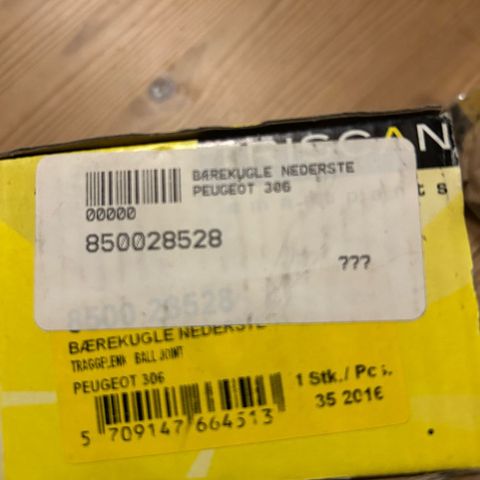 BÆREKUGLE NEDERSTE
PEUGEOT 306
00000
850028528
???
8500 28528
BÆREKUGLE NEDERSTE
TRAGGELENK BALL JOINT
PEUGEOT 306
1 Stk./ Pcs.
35 2016
5 709147 664513